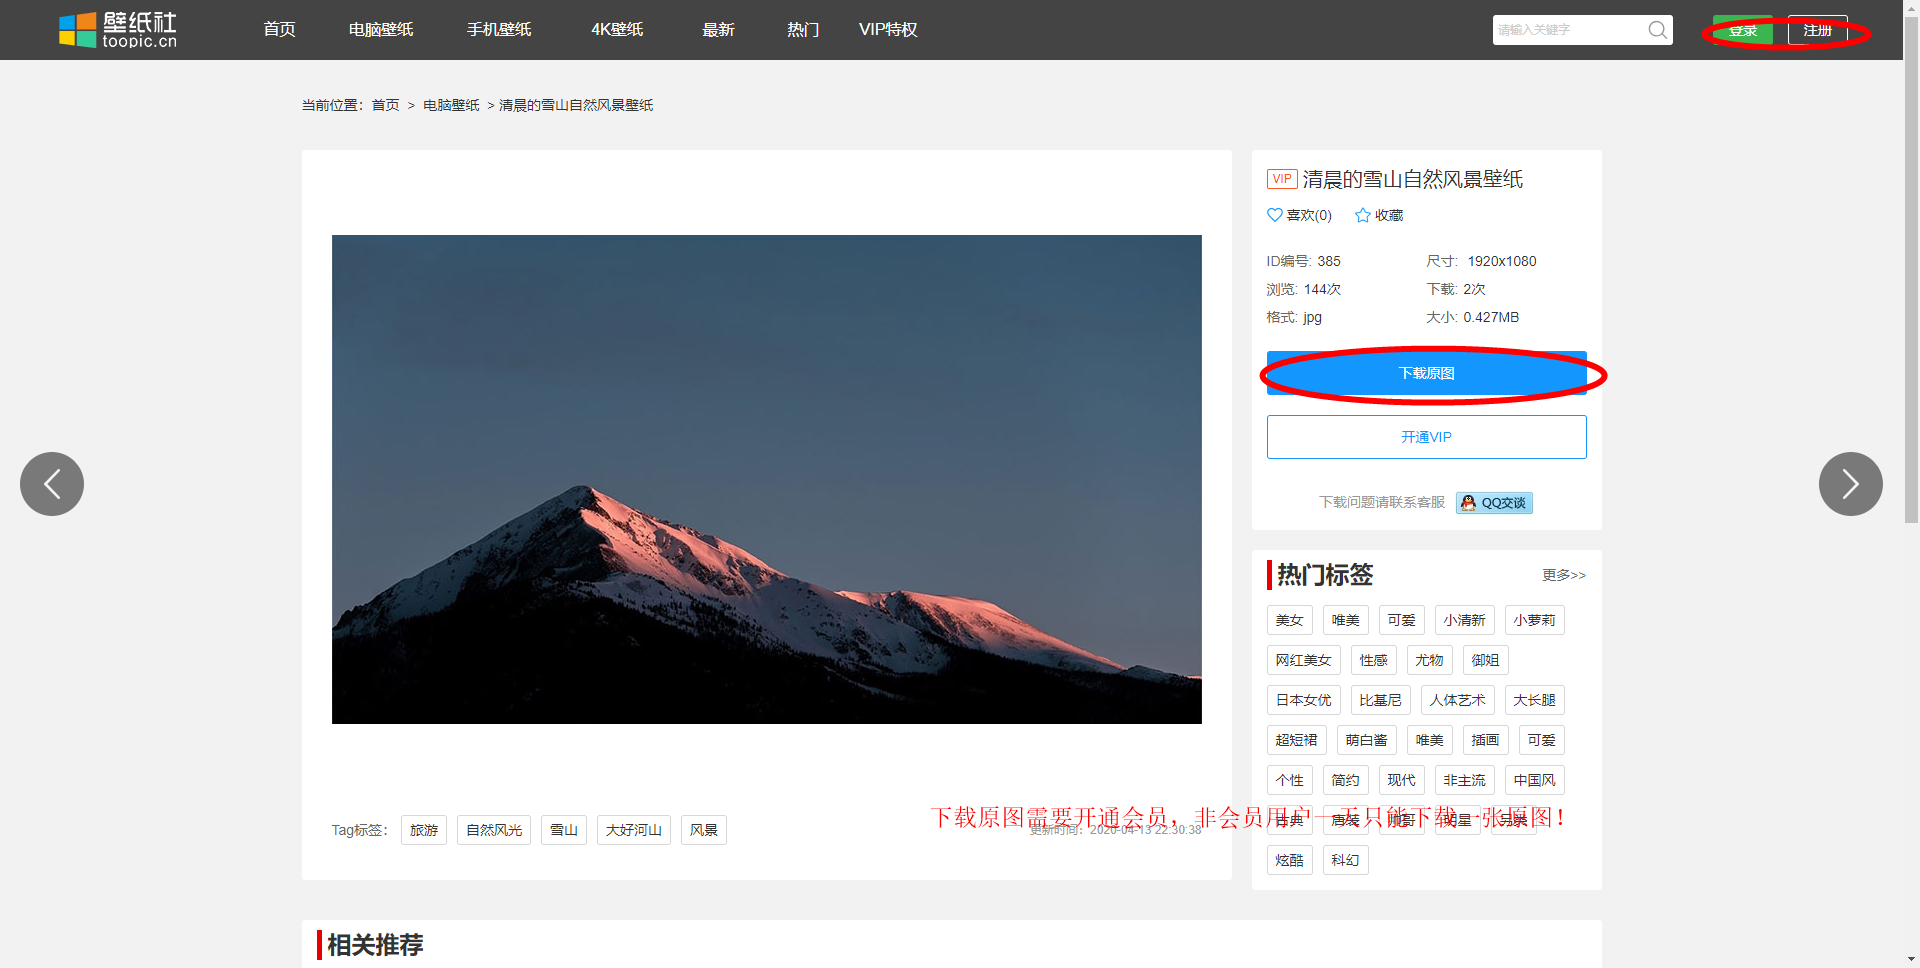 壁纸社
toopic.cn
首页 电脑壁纸 手机壁纸 4K壁纸 最新 热门 VIP特权
请输入关键字
登录 注册
当前位置：首页 > 电脑壁纸 > 清晨的雪山自然风景壁纸
VIP 清晨的雪山自然风景壁纸
喜欢(0) 收藏
ID编号: 385 尺寸: 1920x1080
浏览: 144次 下载: 2次
格式: jpg 大小: 0.427MB
下载原图
开通VIP
下载问题请联系客服 QQ交谈
热门标签 更多>>
美女 唯美 可爱 小清新 小萝莉
网红美女 性感 尤物 御姐
日本女优 比基尼 人体艺术 大长腿
超短裙 萌白酱 唯美 插画 可爱
个性 简约 现代 非主流 中国风
古典 唐装 帅哥 明星
炫酷 科幻
下载原图需要开通会员，非会员用户一天只能下载一张原图！
Tag标签： 旅游 自然风光 雪山 大好河山 风景
更新时间：2020-04-13 22:30:38
相关推荐